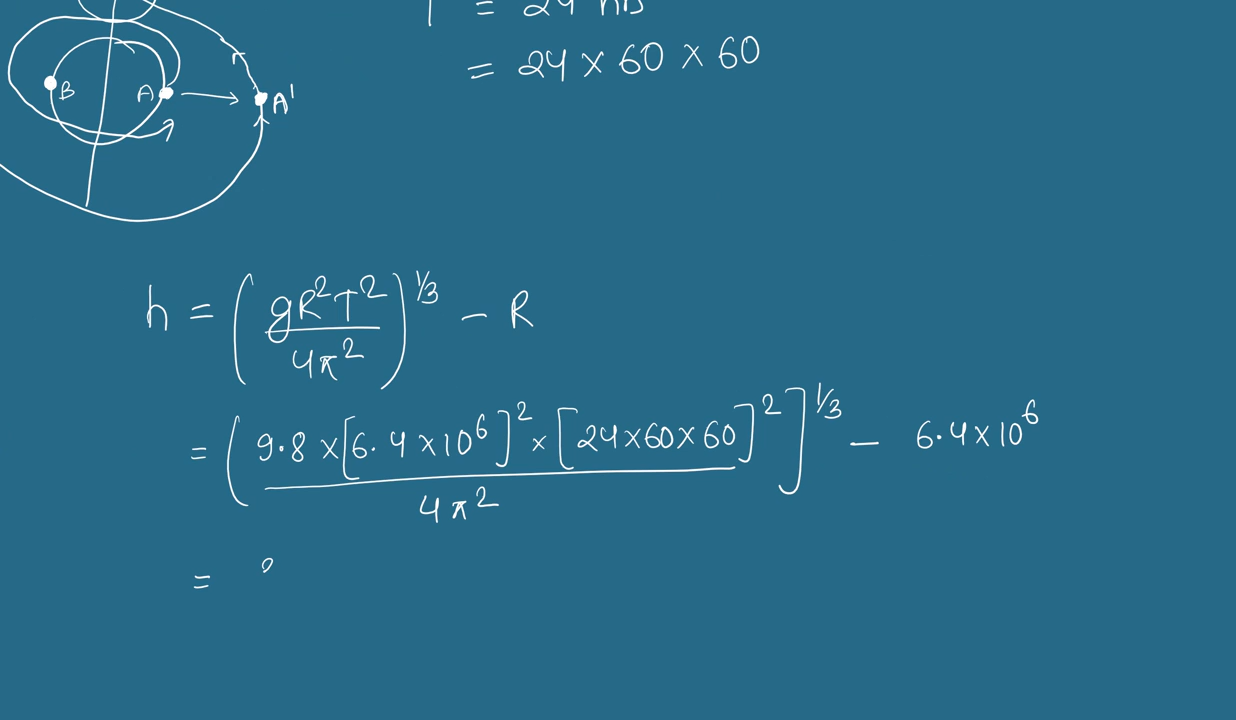 = 24
= 24 × 60 × 60
B A A'
h = (gR²T² / 4π²)^1/3 - R
= (9.8 × [6.4 × 10⁶]² × [24 × 60 × 60]² / 4π²]^1/3 - 6.4 × 10⁶
=